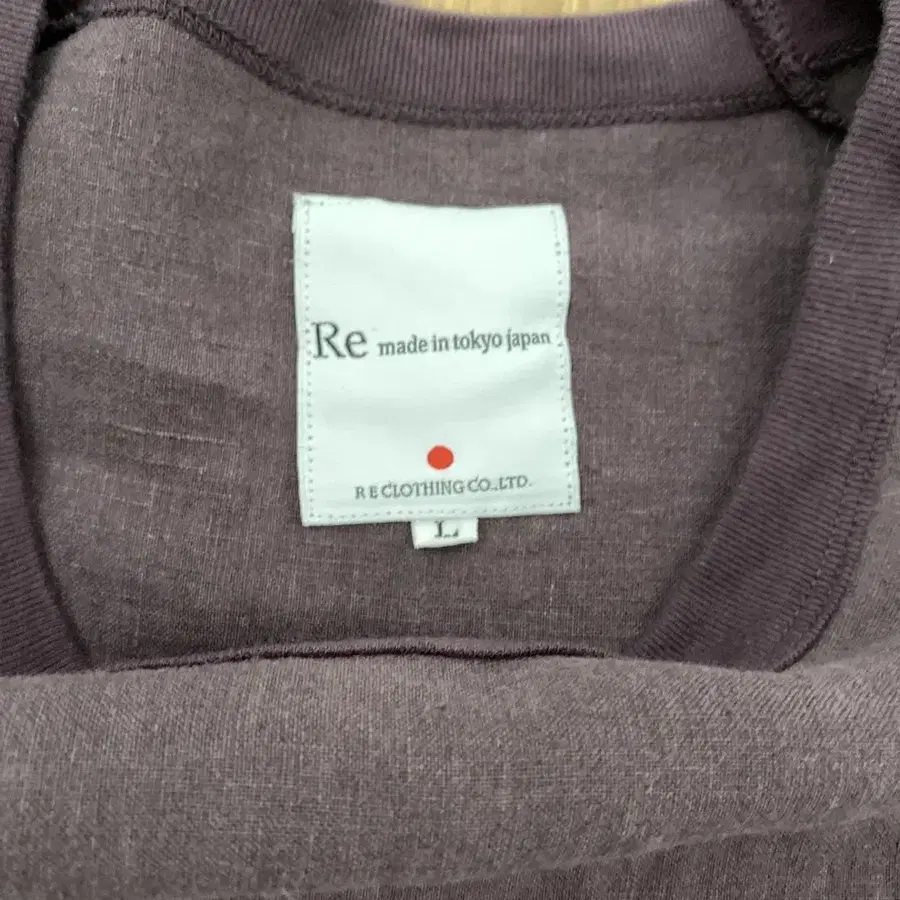 Re made in tokyo japan
R E CLOTHING CO.,LTD.
L